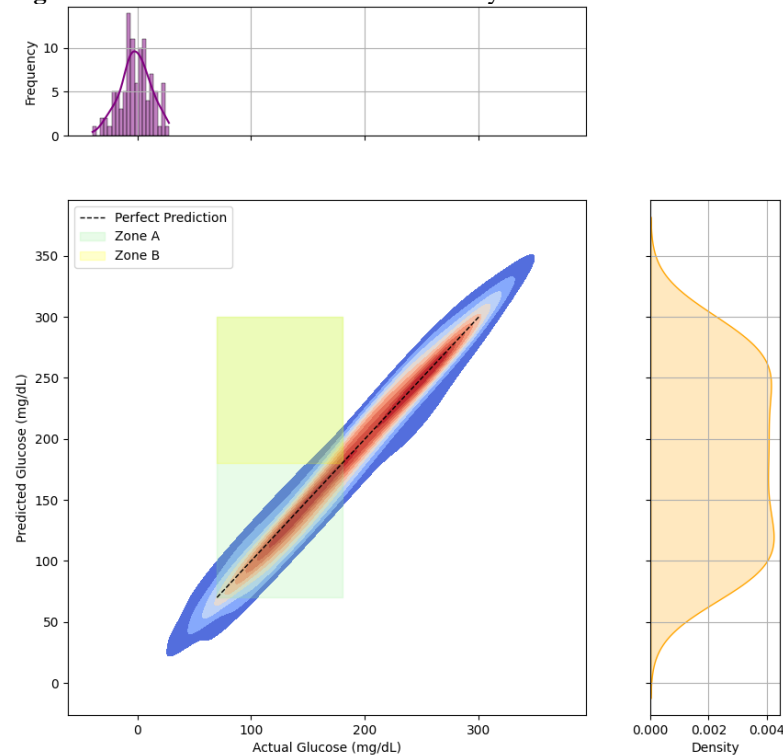 Frequency
10
5
0
Perfect Prediction
Zone A
Zone B
Predicted Glucose (mg/dL)
350
300
250
200
150
100
50
0
0 100 200 300
Actual Glucose (mg/dL)
0.000 0.002 0.004
Density